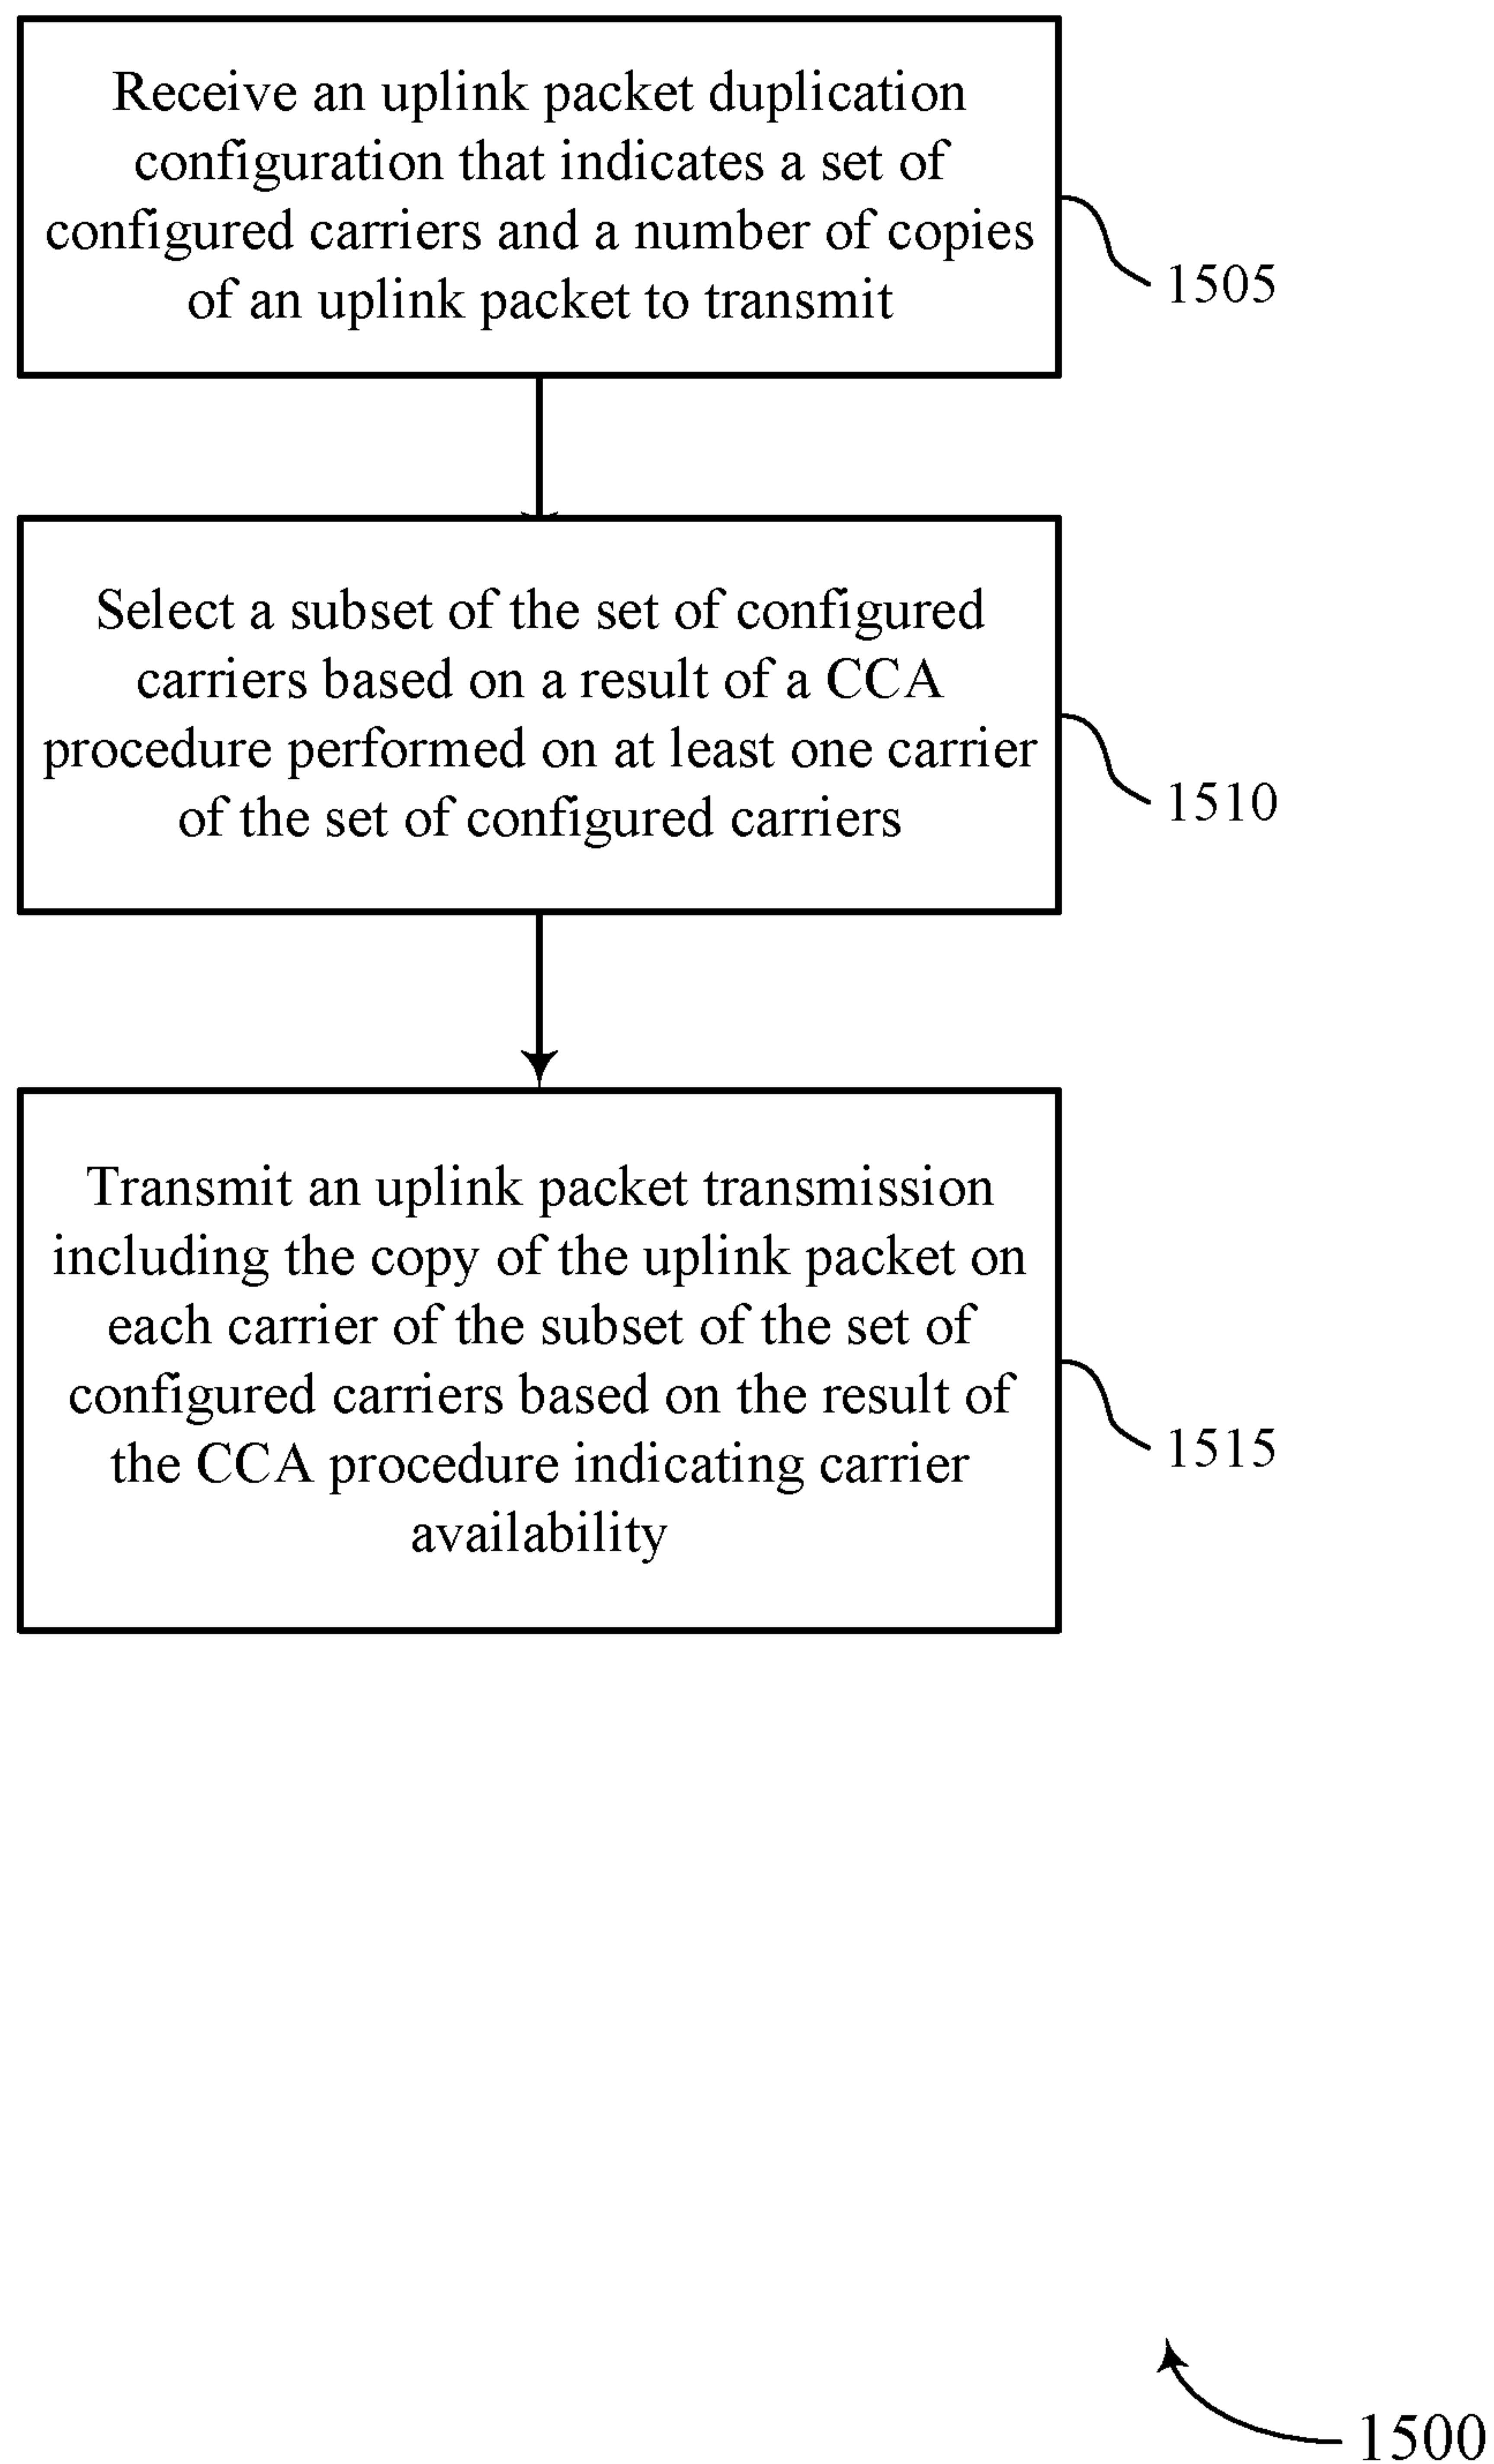 Receive an uplink packet duplication
configuration that indicates a set of
configured carriers and a number of copies
of an uplink packet to transmit
1505
Select a subset of the set of configured
carriers based on a result of a CCA
procedure performed on at least one carrier
of the set of configured carriers
1510
Transmit an uplink packet transmission
including the copy of the uplink packet on
each carrier of the subset of the set of
configured carriers based on the result of
the CCA procedure indicating carrier
availability
1515
1500